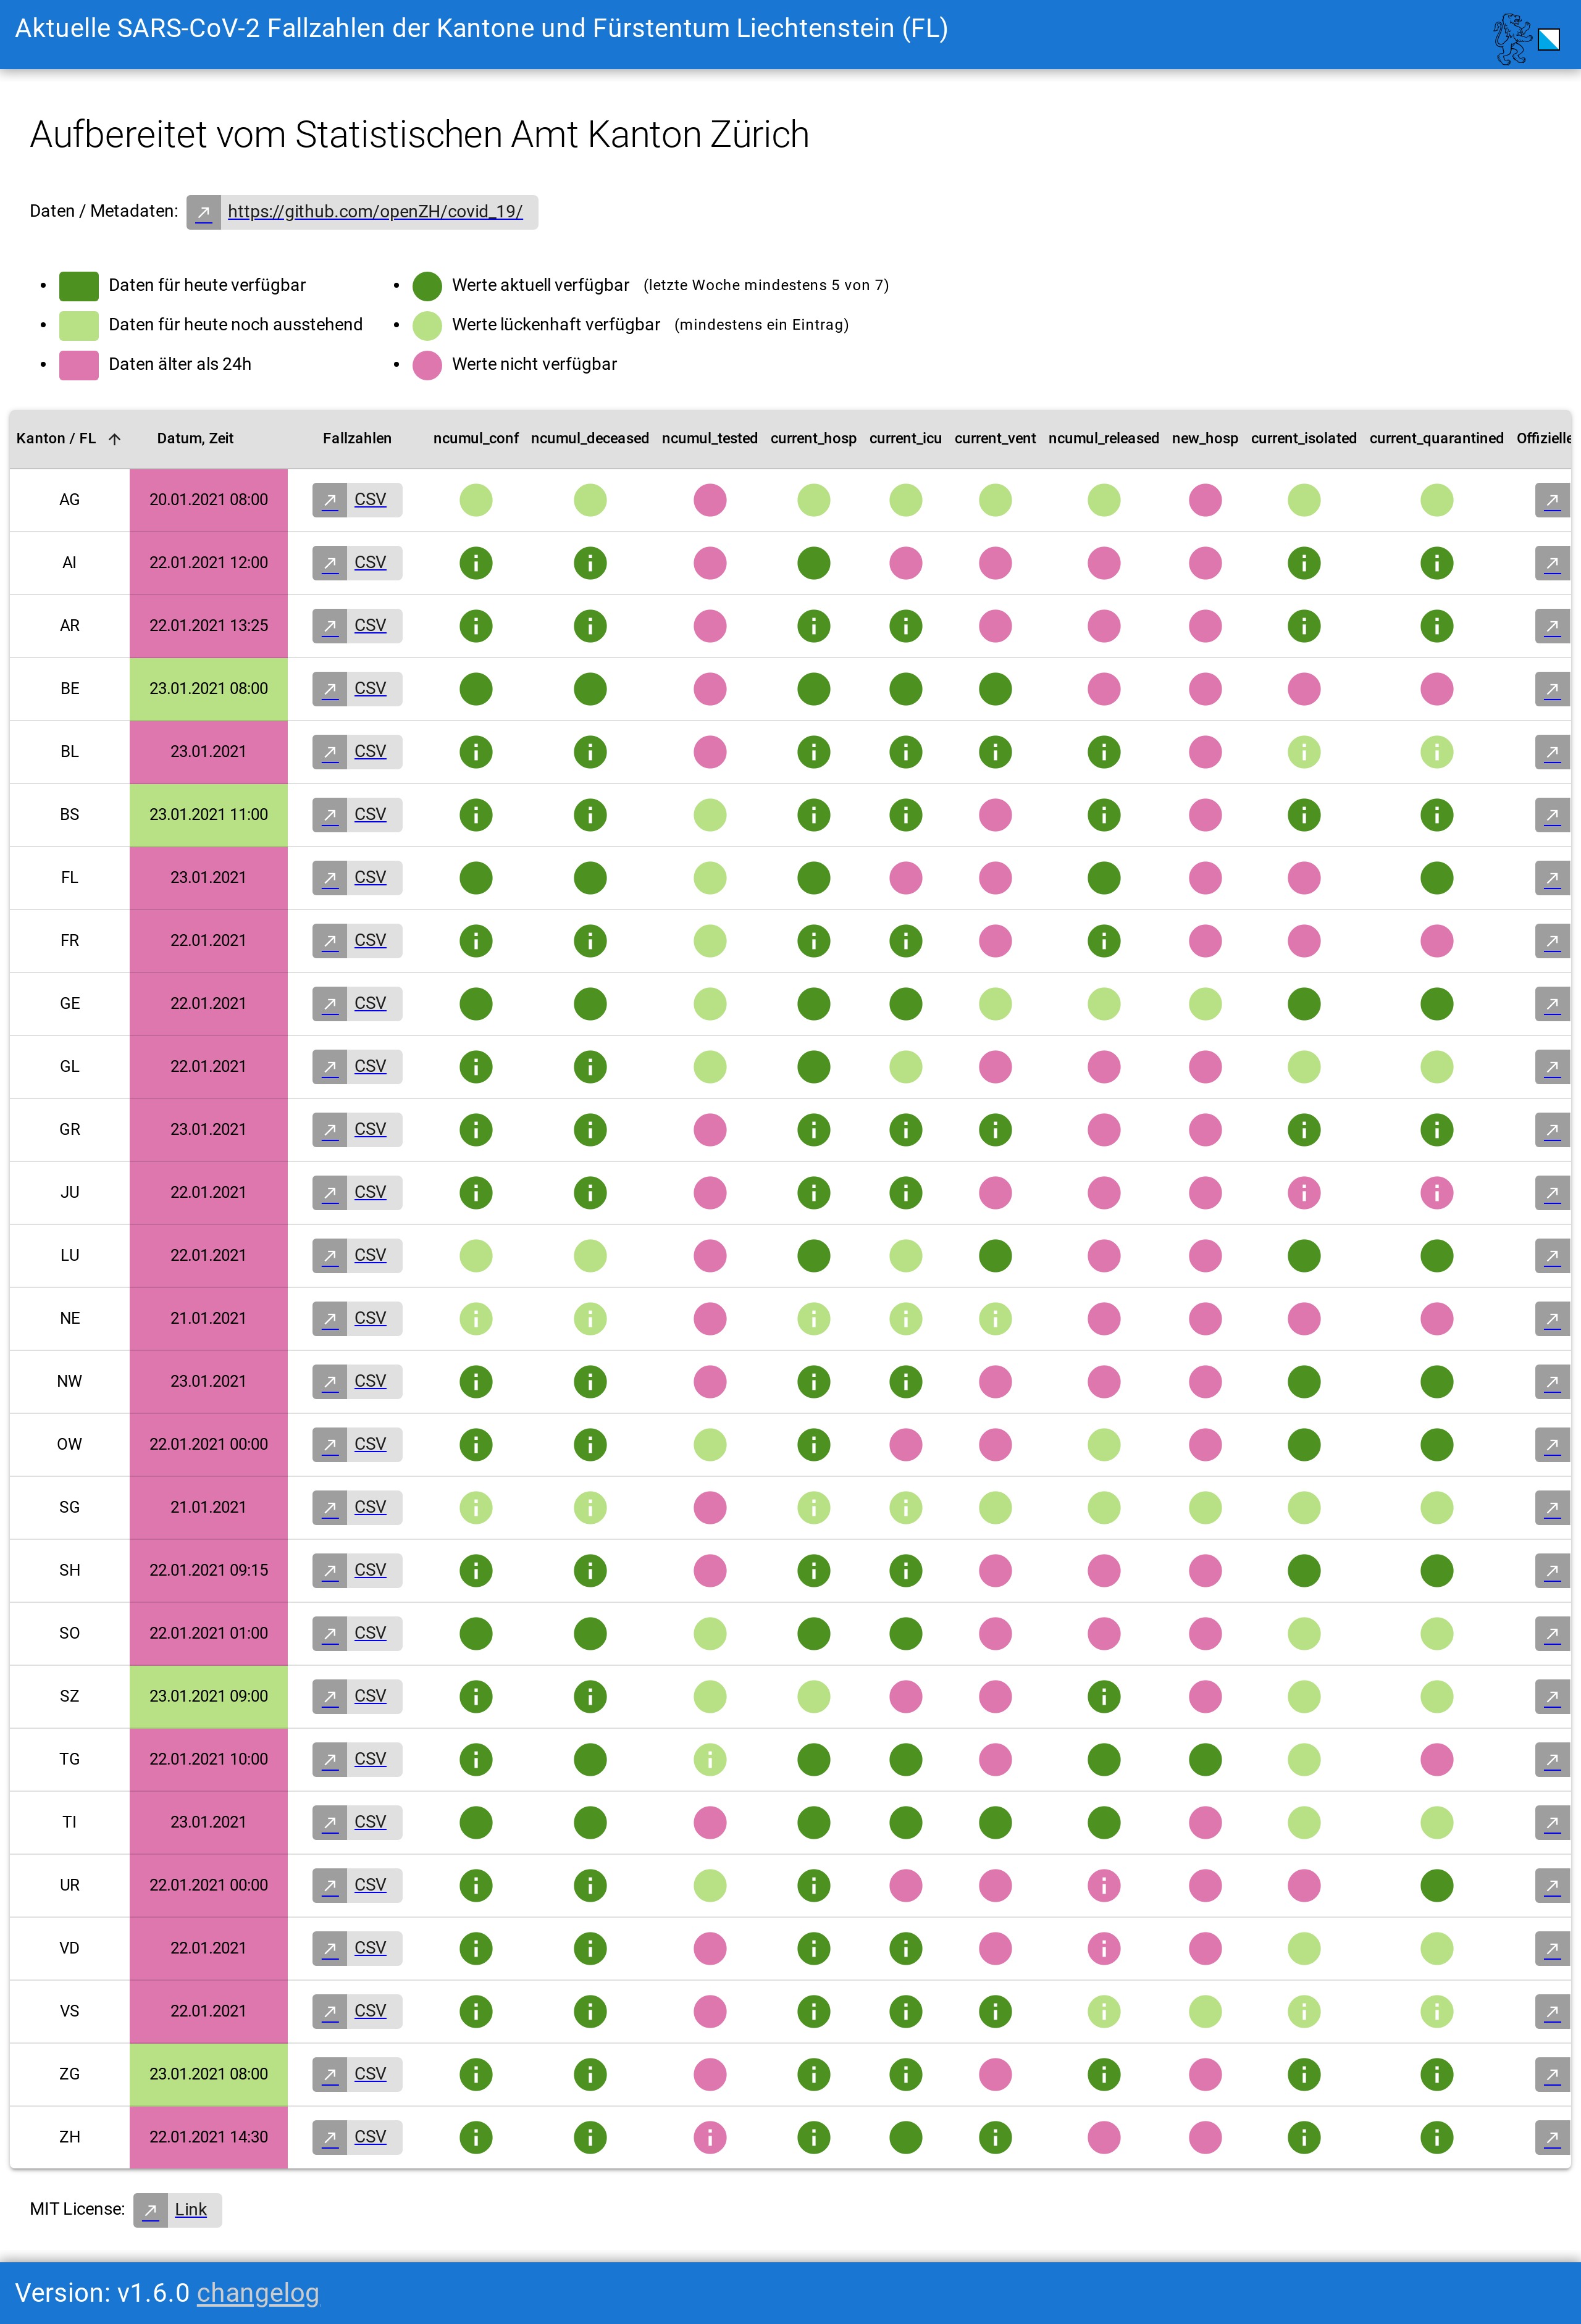 Aktuelle SARS-CoV-2 Fallzahlen der Kantone und Fürstentum Liechtenstein (FL)
Aufbereitet vom Statistischen Amt Kanton Zürich
Daten / Metadaten: https://github.com/openZH/covid_19/
Daten für heute verfügbar
Daten für heute noch ausstehend
Daten älter als 24h
Werte aktuell verfügbar (letzte Woche mindestens 5 von 7)
Werte lückenhaft verfügbar (mindestens ein Eintrag)
Werte nicht verfügbar
Kanton / FL Datum, Zeit Fallzahlen ncumul_conf ncumul_deceased ncumul_tested current_hosp current_icu current_vent ncumul_released new_hosp current_isolated current_quarantined Offizielle
AG 20.01.2021 08:00 CSV
AI 22.01.2021 12:00 CSV
AR 22.01.2021 13:25 CSV
BE 23.01.2021 08:00 CSV
BL 23.01.2021 CSV
BS 23.01.2021 11:00 CSV
FL 23.01.2021 CSV
FR 22.01.2021 CSV
GE 22.01.2021 CSV
GL 22.01.2021 CSV
GR 23.01.2021 CSV
JU 22.01.2021 CSV
LU 22.01.2021 CSV
NE 21.01.2021 CSV
NW 23.01.2021 CSV
OW 22.01.2021 00:00 CSV
SG 21.01.2021 CSV
SH 22.01.2021 09:15 CSV
SO 22.01.2021 01:00 CSV
SZ 23.01.2021 09:00 CSV
TG 22.01.2021 10:00 CSV
TI 23.01.2021 CSV
UR 22.01.2021 00:00 CSV
VD 22.01.2021 CSV
VS 22.01.2021 CSV
ZG 23.01.2021 08:00 CSV
ZH 22.01.2021 14:30 CSV
MIT License: Link
Version: v1.6.0 changelog